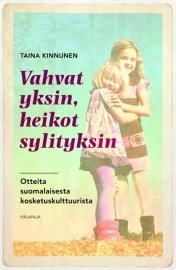 TAINA KINNUNEN
Vahvat
yksin,
heikot
sylityksin
Otteita
suomalaisesta
kosketuskulttuurista
KIRJAPAJA